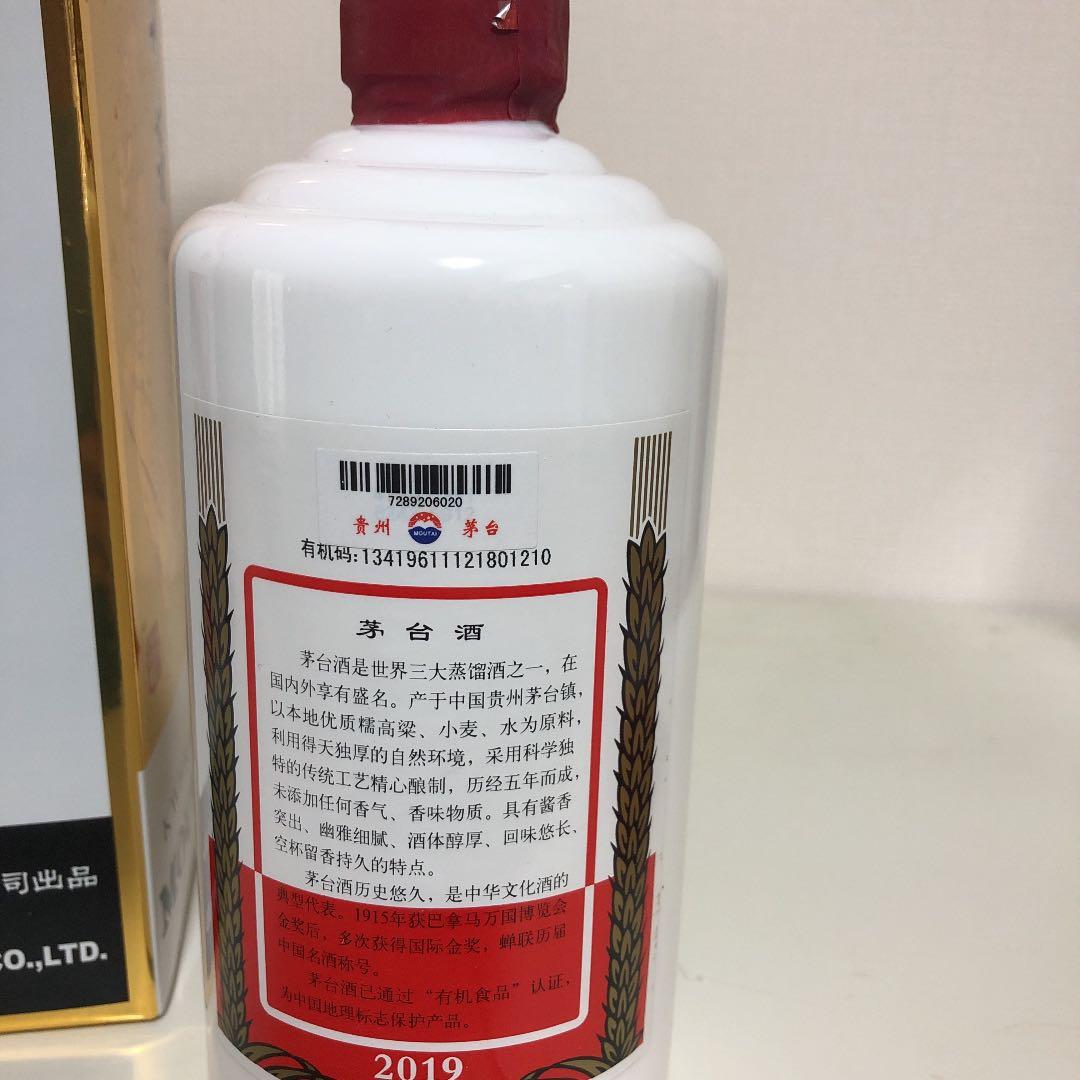 7289206020
贵州 MOUTAI 茅台
有机码:13419611121801210
茅台酒
茅台酒是世界三大蒸馏酒之一，在
国内外享有盛名。产于中国贵州茅台镇，
以本地优质糯高粱、小麦、水为原料，
利用得天独厚的自然环境，采用科学独
特的传统工艺精心酿制，历经五年而成，
未添加任何香气、香味物质。具有酱香
突出、幽雅细腻、酒体醇厚、回味悠长、
空杯留香持久的特点。
茅台酒历史悠久，是中华文化酒的
典型代表。1915年获巴拿马万国博览会
金奖后，多次获得国际金奖，蝉联历届
中国名酒称号。
茅台酒已通过“有机食品”认证，
为中国地理标志保护产品。
2019
司出品
CO.,LTD.